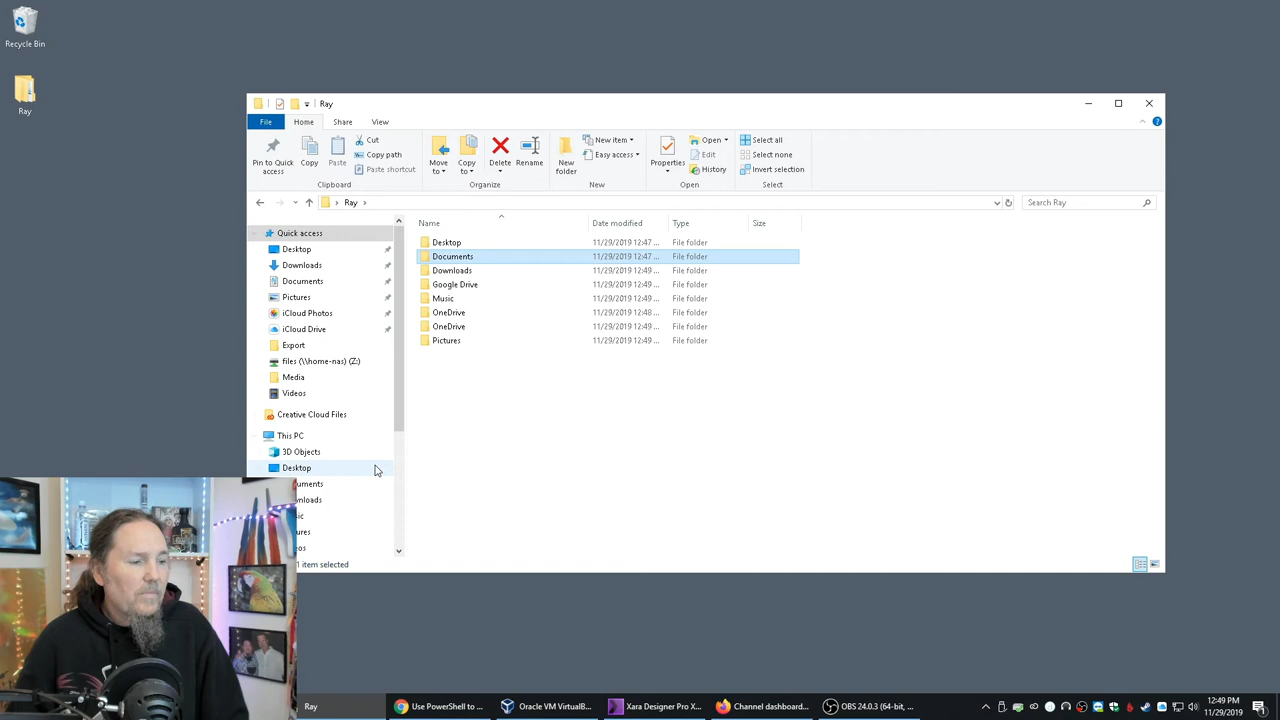 Recycle Bin
Ray
Ray
File Home Share View
Pin to Quick access
Copy
Paste
Cut
Copy path
Paste shortcut
Clipboard
Move to
Copy to
Delete
Rename
Organize
New folder
New item
Easy access
New
Properties
Open
Edit
History
Open
Select all
Select none
Invert selection
Select
Ray
Search Ray
Quick access
Desktop
Downloads
Documents
Pictures
iCloud Photos
iCloud Drive
Export
files (\\home-nas) (Z:)
Media
Videos
Creative Cloud Files
This PC
3D Objects
Desktop
uments
nloads
ic
ures
os
Name Date modified Type Size
Desktop 11/29/2019 12:47 ... File folder
Documents 11/29/2019 12:47 ... File folder
Downloads 11/29/2019 12:49 ... File folder
Google Drive 11/29/2019 12:49 ... File folder
Music 11/29/2019 12:49 ... File folder
OneDrive 11/29/2019 12:48 ... File folder
OneDrive 11/29/2019 12:49 ... File folder
Pictures 11/29/2019 12:49 ... File folder
1 item selected
Ray
Use PowerShell to ...
Oracle VM VirtualB...
Xara Designer Pro X...
Channel dashboard...
OBS 24.0.3 (64-bit, ...
12:49 PM
11/29/2019